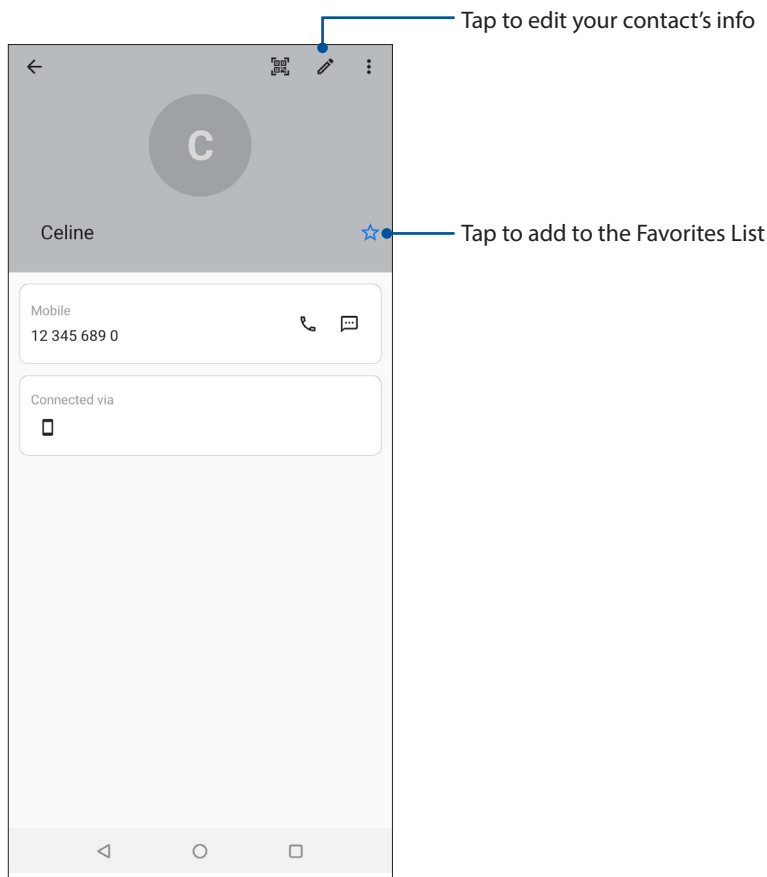 Tap to edit your contact’s info
C
Celine
Tap to add to the Favorites List
Mobile
12 345 689 0
Connected via